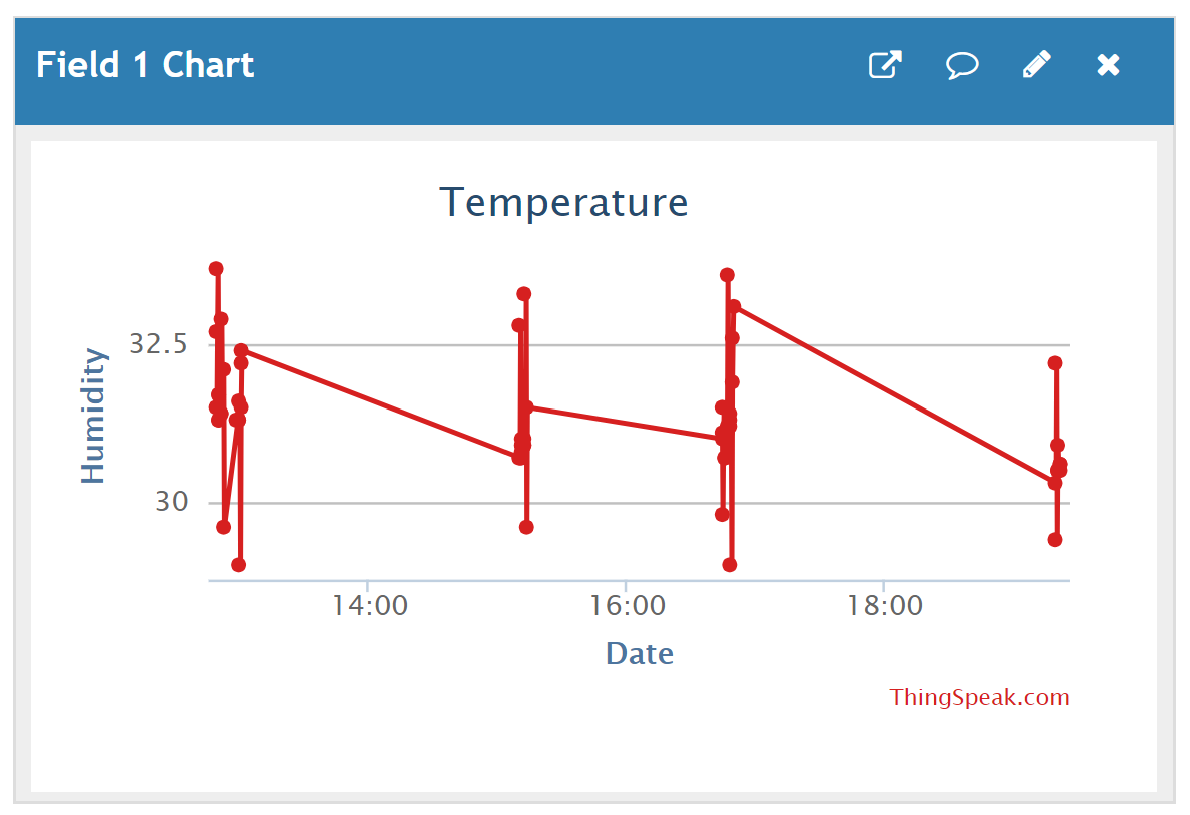 Field 1 Chart
Temperature
Humidity
32.5
30
14:00 16:00 18:00
Date
ThingSpeak.com